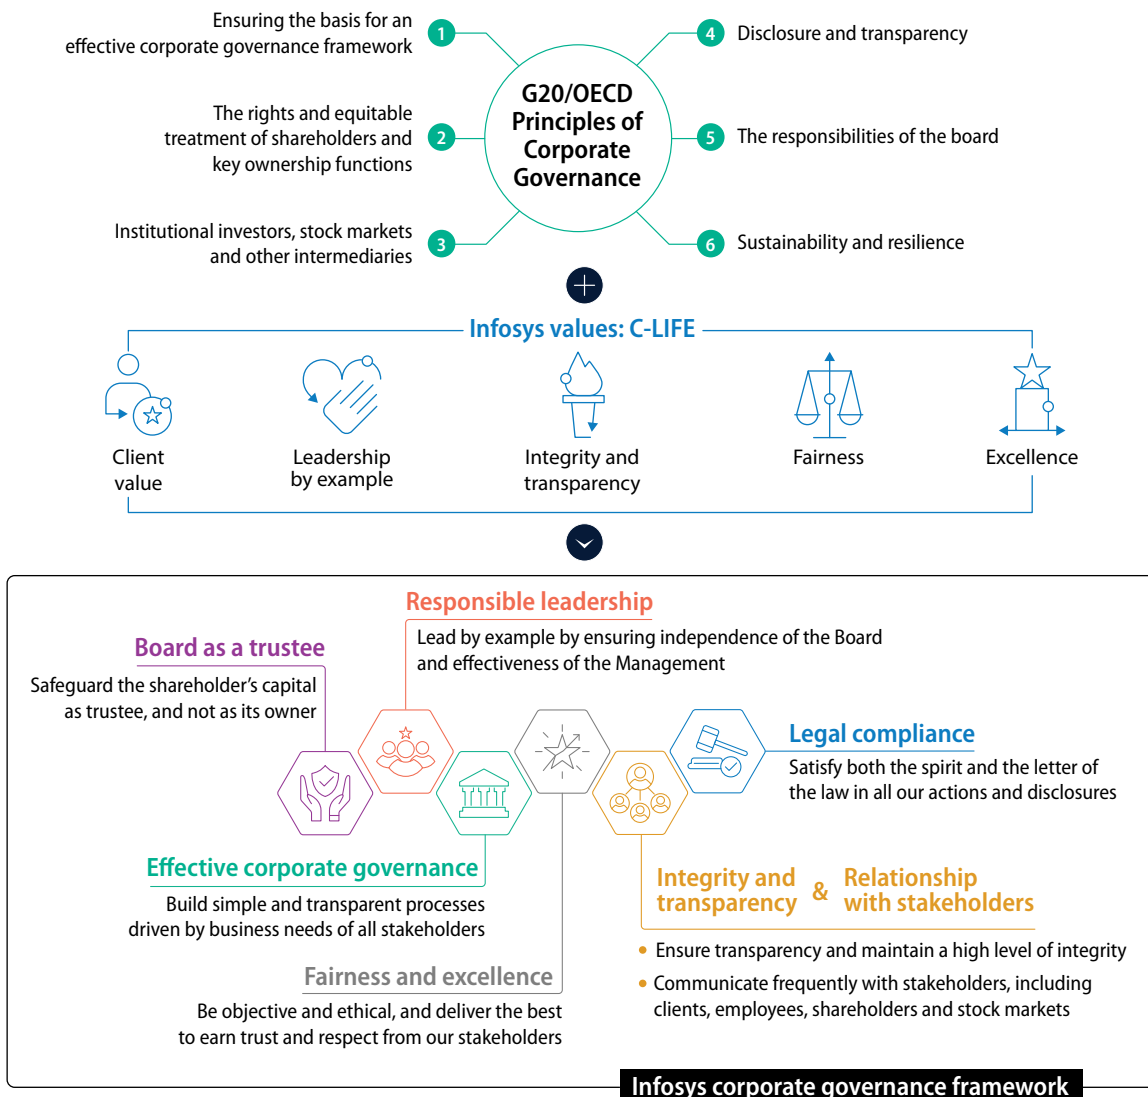 Ensuring the basis for an
effective corporate governance framework
1
The rights and equitable
treatment of shareholders and
key ownership functions
2
Institutional investors, stock markets
and other intermediaries
3
G20/OECD
Principles of
Corporate
Governance
4
Disclosure and transparency
5
The responsibilities of the board
6
Sustainability and resilience
Infosys values: C-LIFE
Client
value
Leadership
by example
Integrity and
transparency
Fairness
Excellence
Responsible leadership
Lead by example by ensuring independence of the Board
and effectiveness of the Management
Board as a trustee
Safeguard the shareholder's capital
as trustee, and not as its owner
Legal compliance
Satisfy both the spirit and the letter of
the law in all our actions and disclosures
Effective corporate governance
Build simple and transparent processes
driven by business needs of all stakeholders
Fairness and excellence
Be objective and ethical, and deliver the best
to earn trust and respect from our stakeholders
Integrity and
transparency
&
Relationship
with stakeholders
• Ensure transparency and maintain a high level of integrity
• Communicate frequently with stakeholders, including
clients, employees, shareholders and stock markets
Infosys corporate governance framework